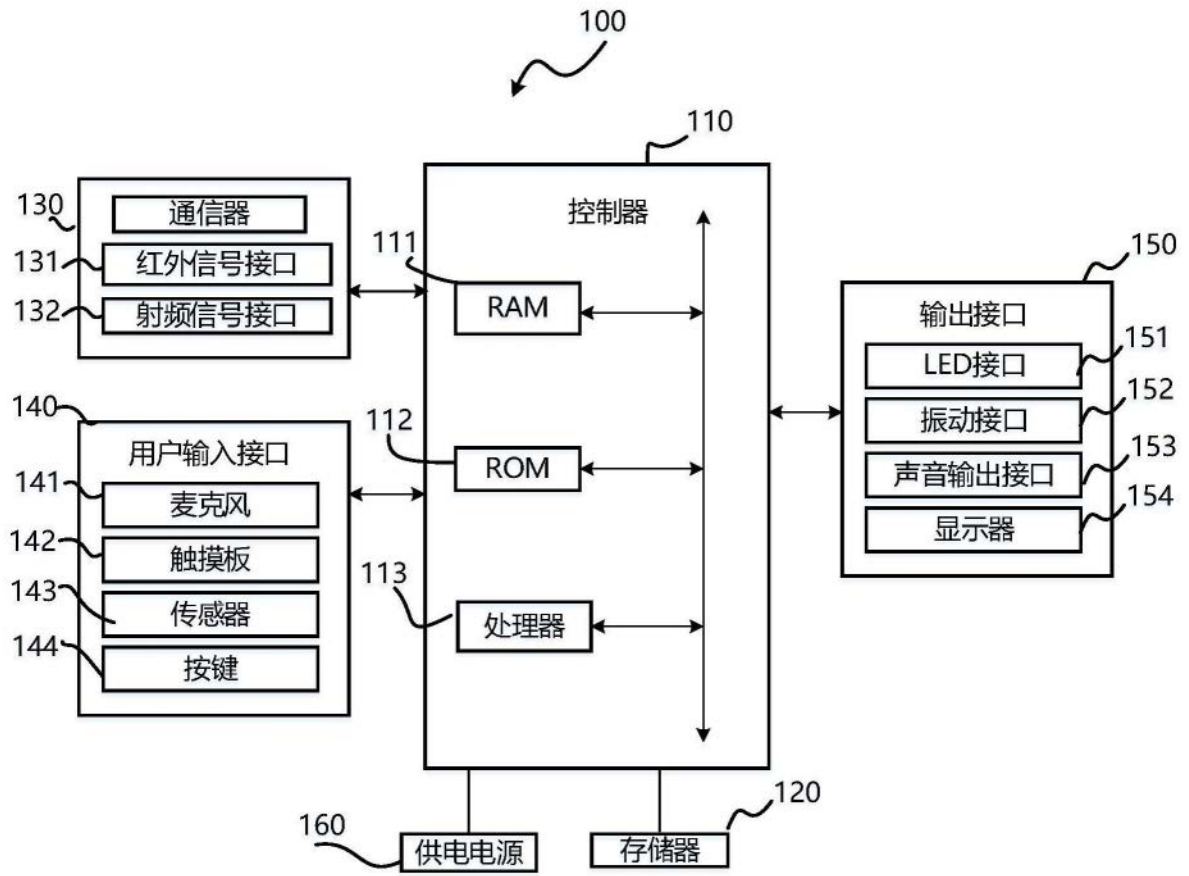 100
110
控制器
111
RAM
112
ROM
113
处理器
130
通信器
131
红外信号接口
132
射频信号接口
140
用户输入接口
141
麦克风
142
触摸板
143
传感器
144
按键
150
输出接口
151
LED接口
152
振动接口
153
声音输出接口
154
显示器
160
供电电源
120
存储器